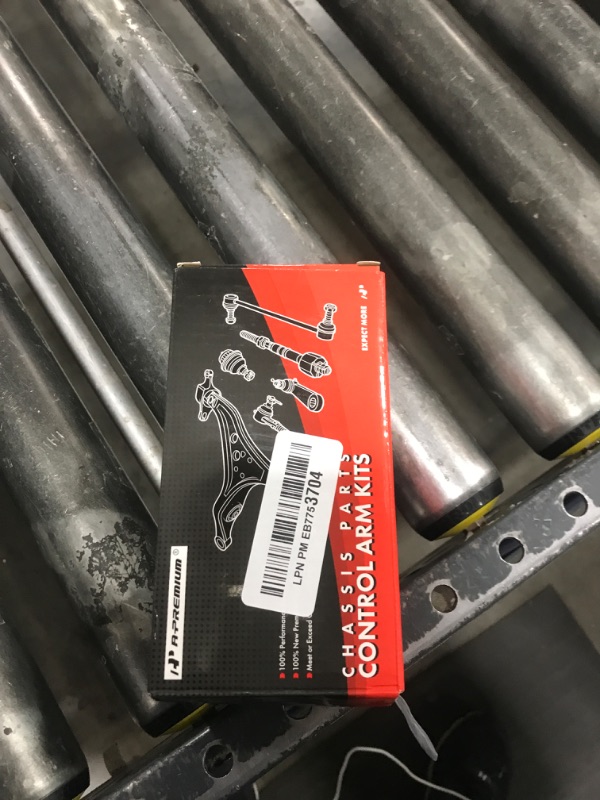 EXPECT MORE
CHASSIS PARTS
CONTROL ARM KITS
LPN PM EB7753704
A-PREMIUM®
100% Performance
100% New Prem
Meet or Exceed